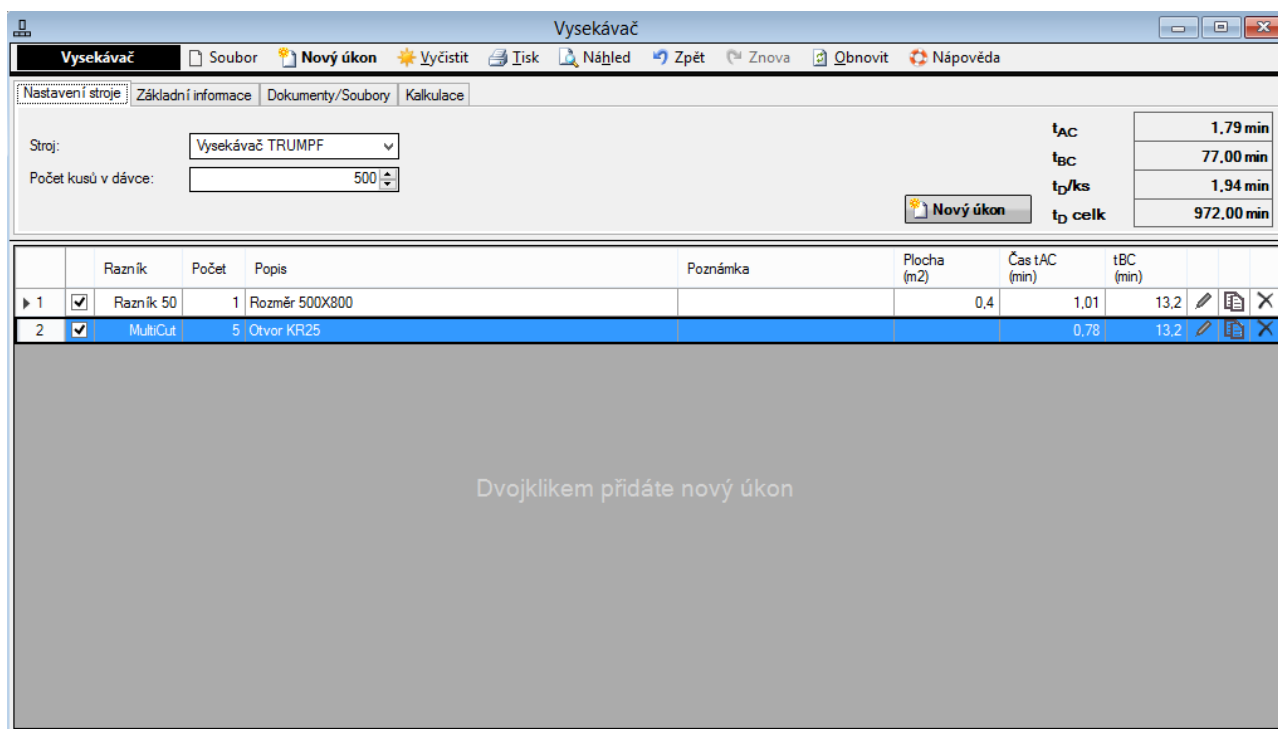 Vysekávač
Vysekávač Soubor Nový úkon Vyčistit Tisk Náhled Zpět Znova Obnovit Nápověda
Nastavení stroje Základní informace Dokumenty/Soubory Kalkulace
Stroj: Vysekávač TRUMPF
Počet kusů v dávce: 500
Nový úkon
tAC 1,79 min
tBC 77,00 min
tD/ks 1,94 min
tD celk 972,00 min
Razník Počet Popis Poznámka Plocha (m2) Čas tAC (min) tBC (min)
1 Razník 50 1 Rozměr 500X800 0,4 1,01 13,2
2 MultiCut 5 Otvor KR25 0,78 13,2
Dvojklikem přidáte nový úkon